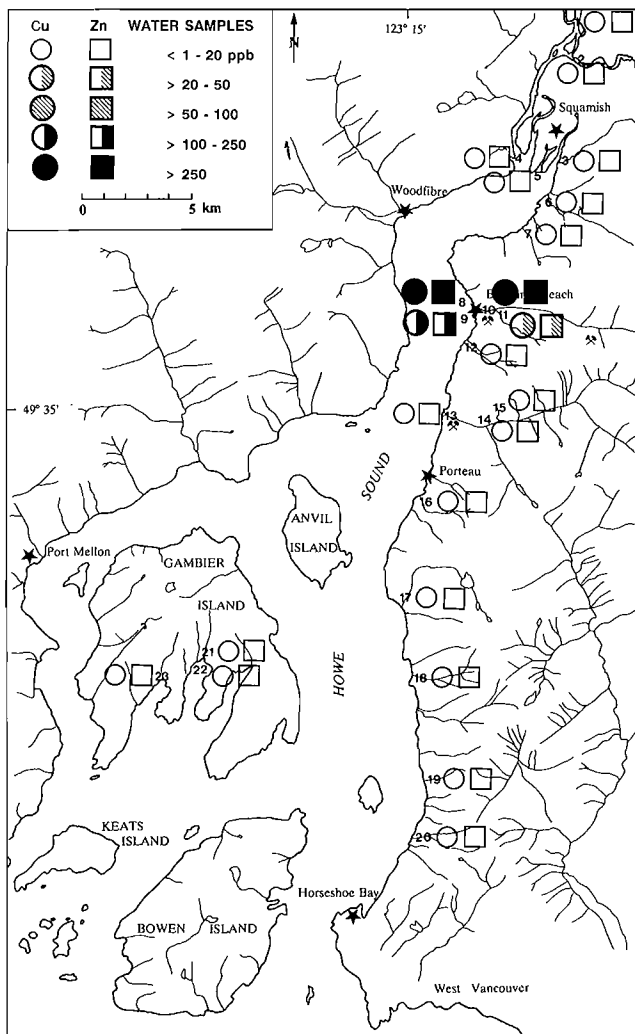 Cu Zn WATER SAMPLES
< 1 - 20 ppb
> 20 - 50
> 50 - 100
> 100 - 250
> 250
0 5
km
N
123° 15'
Squamish
4
5
3
Woodfibre
6
7
8
9
10
11
12
49° 35'
13
15
14
SOUND
Porteau
16
ANVIL
ISLAND
Port Mellon
GAMBIER
ISLAND
17
21
22
23
HOWE
18
19
20
KEATS
ISLAND
Horseshoe Bay
BOWEN ISLAND
West Vancouver